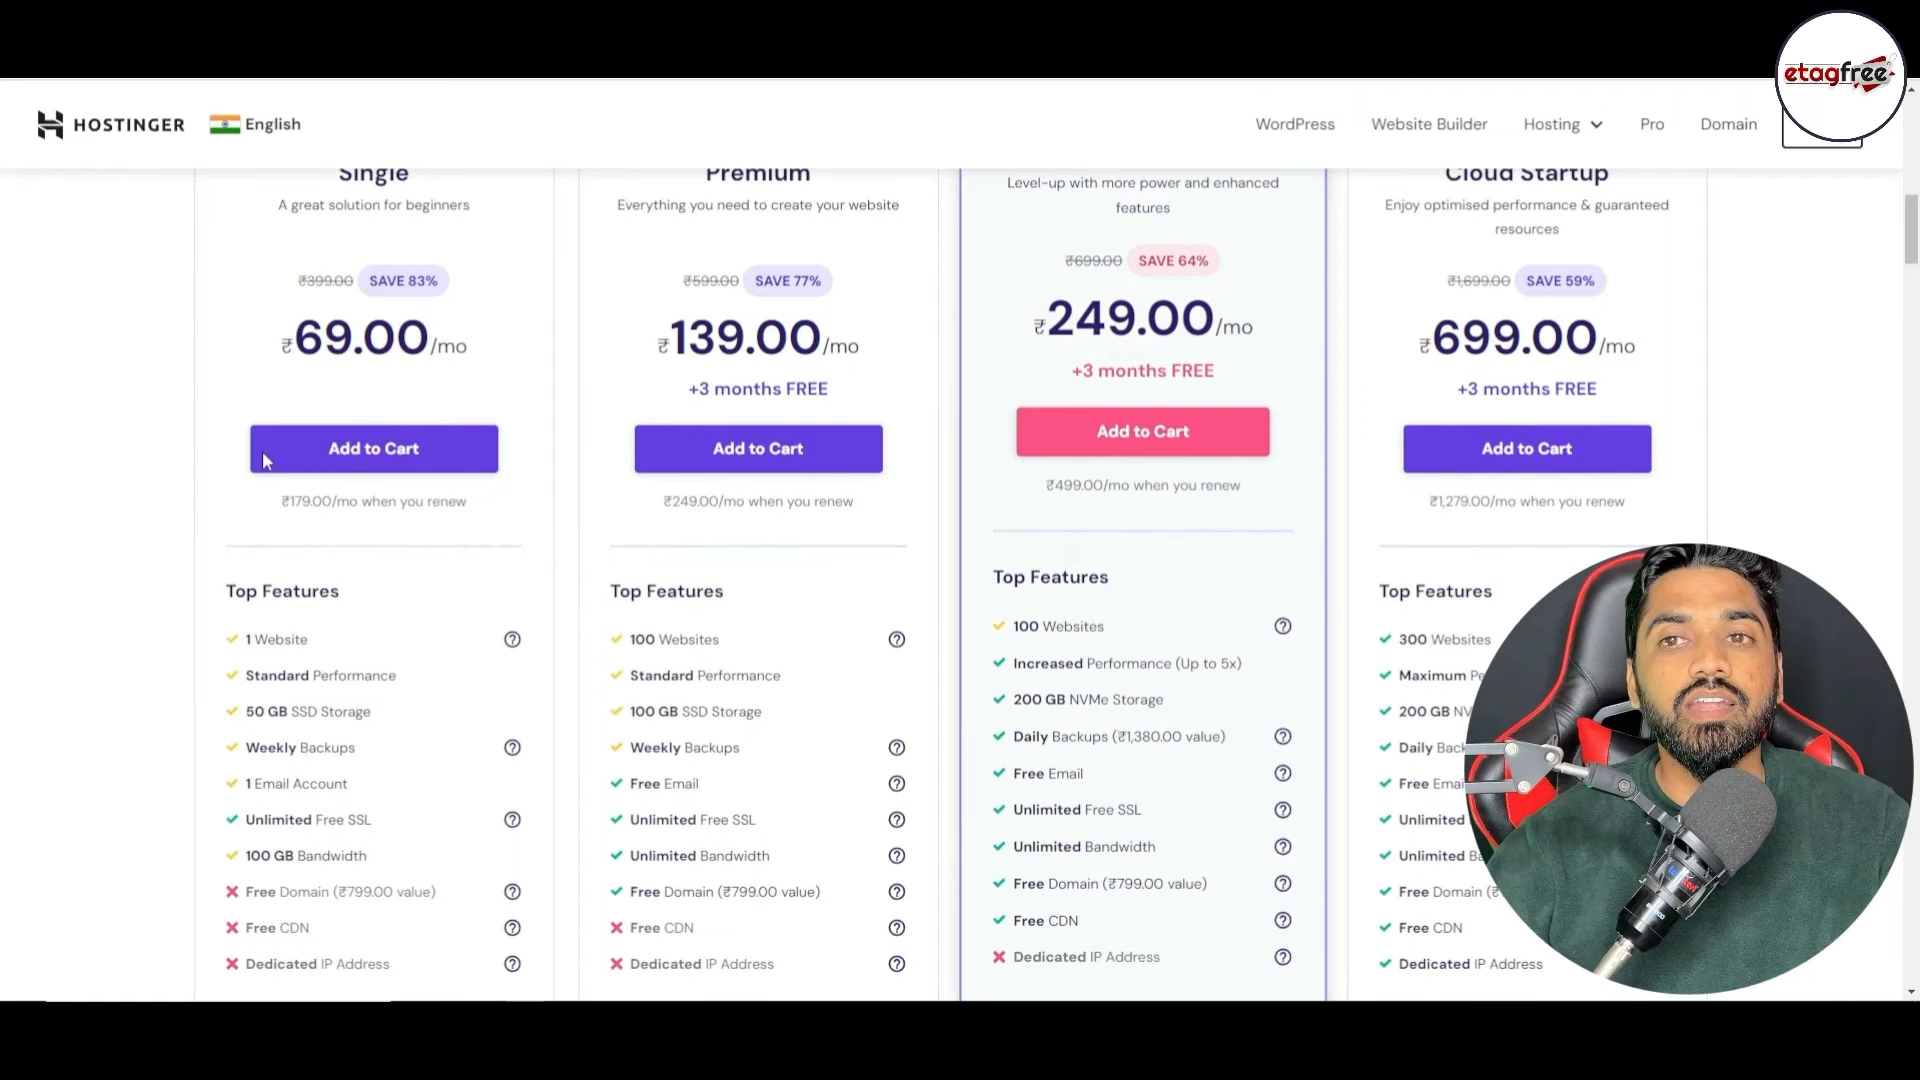 etagfree
HOSTINGER
English
WordPress
Website Builder
Hosting
Pro
Domain
Single
A great solution for beginners
₹399.00 SAVE 83%
₹69.00/mo
Add to Cart
₹179.00/mo when you renew
Top Features
1 Website
Standard Performance
50 GB SSD Storage
Weekly Backups
1 Email Account
Unlimited Free SSL
100 GB Bandwidth
Free Domain (₹799.00 value)
Free CDN
Dedicated IP Address
Premium
Everything you need to create your website
₹599.00 SAVE 77%
₹139.00/mo
+3 months FREE
Add to Cart
₹249.00/mo when you renew
Top Features
100 Websites
Standard Performance
100 GB SSD Storage
Weekly Backups
Free Email
Unlimited Free SSL
Unlimited Bandwidth
Free Domain (₹799.00 value)
Free CDN
Dedicated IP Address
Level-up with more power and enhanced
features
₹699.00 SAVE 64%
₹249.00/mo
+3 months FREE
Add to Cart
₹499.00/mo when you renew
Top Features
100 Websites
Increased Performance (Up to 5x)
200 GB NVMe Storage
Daily Backups (₹1,380.00 value)
Free Email
Unlimited Free SSL
Unlimited Bandwidth
Free Domain (₹799.00 value)
Free CDN
Dedicated IP Address
Cloud Startup
Enjoy optimised performance & guaranteed
resources
₹1,699.00 SAVE 59%
₹699.00/mo
+3 months FREE
Add to Cart
₹1,279.00/mo when you renew
Top Features
300 Websites
Maximum
200 GB
Daily
Free
Unlimited
Unlimited
Free Domain
Free CDN
Dedicated IP Address